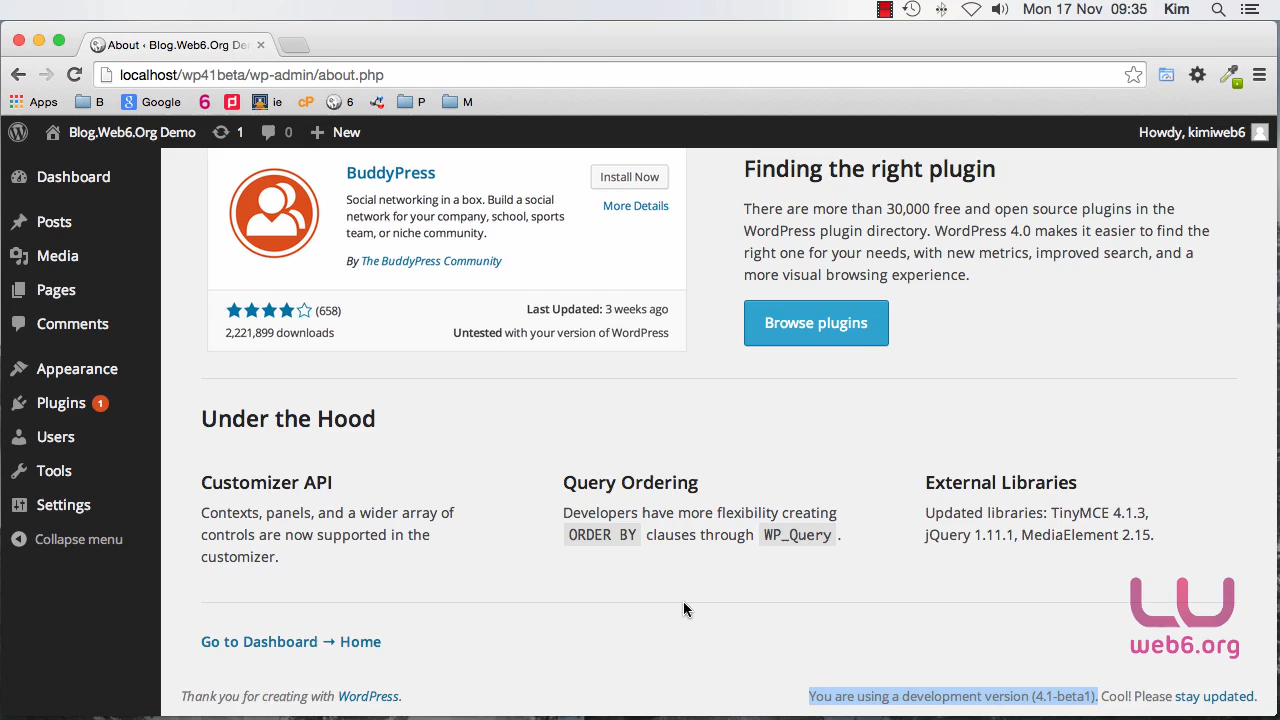 Mon 17 Nov 09:35 Kim
About ‹ Blog.Web6.Org De
localhost/wp41beta/wp-admin/about.php
Apps B Google 6 ie cP 6 P M
Blog.Web6.Org Demo 1 0 New Howdy, kimiweb6
Dashboard
Posts
Media
Pages
Comments
Appearance
Plugins 1
Users
Tools
Settings
Collapse menu
BuddyPress
Install Now
More Details
Social networking in a box. Build a social
network for your company, school, sports
team, or niche community.
By The BuddyPress Community
(658)
2,221,899 downloads
Last Updated: 3 weeks ago
Untested with your version of WordPress
Finding the right plugin
There are more than 30,000 free and open source plugins in the
WordPress plugin directory. WordPress 4.0 makes it easier to find the
right one for your needs, with new metrics, improved search, and a
more visual browsing experience.
Browse plugins
Under the Hood
Customizer API
Contexts, panels, and a wider array of
controls are now supported in the
customizer.
Query Ordering
Developers have more flexibility creating
ORDER BY clauses through WP_Query.
External Libraries
Updated libraries: TinyMCE 4.1.3,
jQuery 1.11.1, MediaElement 2.15.
Go to Dashboard → Home
web6.org
Thank you for creating with WordPress.
You are using a development version (4.1-beta1). Cool! Please stay updated.